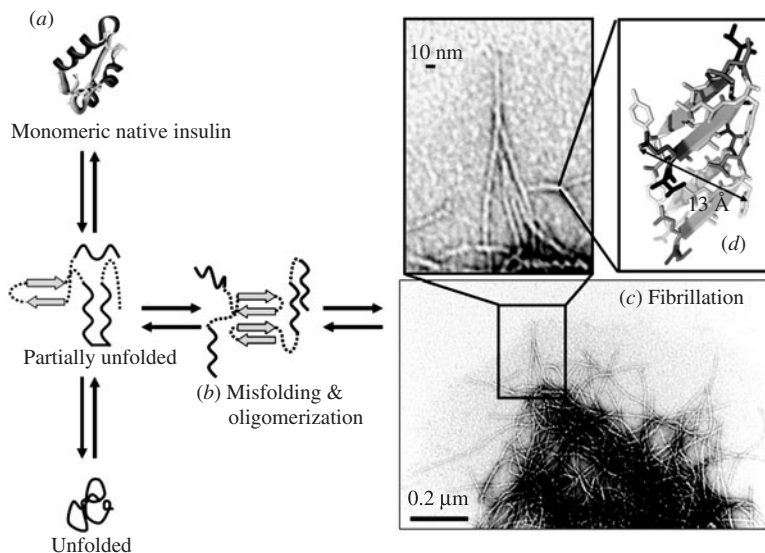 (a)
Monomeric native insulin
Partially unfolded
Unfolded
(b) Misfolding &
oligomerization
10 nm
13 Å
(d)
(c) Fibrillation
0.2 μm